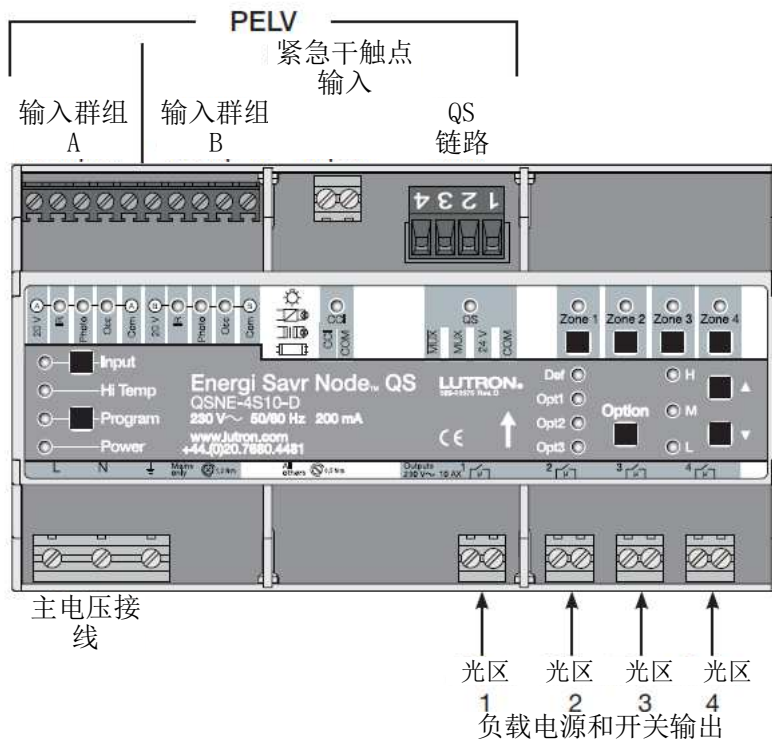 PELV
紧急干触点
输入
输入群组
A
输入群组
B
QS
链路
4 3 2 1
A A B B
20 V IR Photo Occ Com 20 V IR Photo Occ Com
CCI
CCI COM
QS
MUX MUX 24 V COM
Zone 1 Zone 2 Zone 3 Zone 4
Input
Hi Temp
Program
Power
Energi Savr Node™ QS
QSNE-4S10-D
230 V~ 50/60 Hz 200 mA
www.lutron.com
+44.(0)20.7680.4481
LUTRON®
CE
Def
Opt1
Opt2
Opt3
Option
H
M
L
L N
Mains
only
All
others
Outputs
230 V~ 10 AX
1 2 3 4
主电压接
线
光区 光区 光区 光区
1 2 3 4
负载电源和开关输出